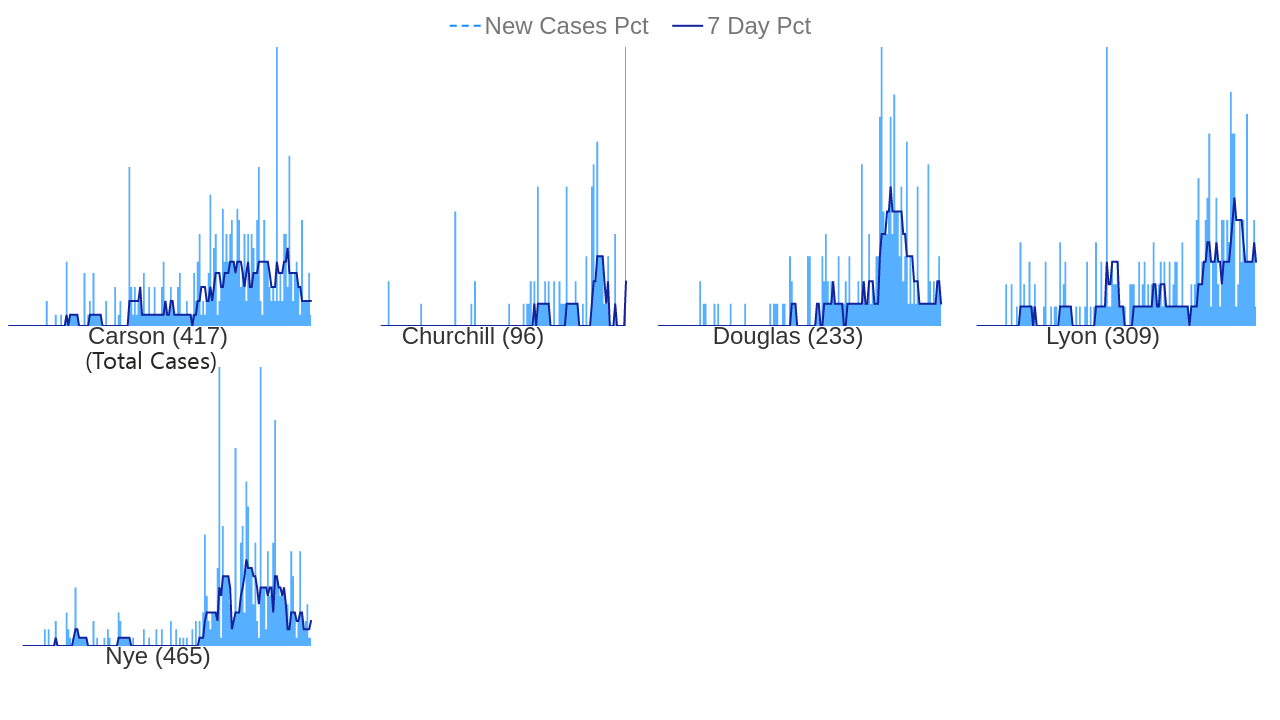 New Cases Pct 7 Day Pct
Carson (417) Churchill (96) Douglas (233) Lyon (309)
(Total Cases)
Nye (465)